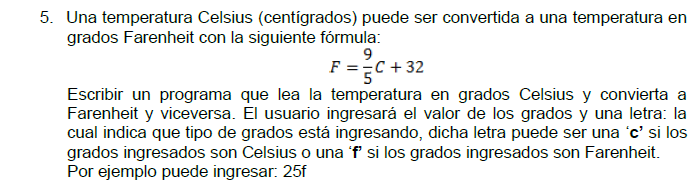 5. Una temperatura Celsius (centígrados) puede ser convertida a una temperatura en
grados Farenheit con la siguiente fórmula:
F = 9/5 C + 32
Escribir un programa que lea la temperatura en grados Celsius y convierta a
Farenheit y viceversa. El usuario ingresará el valor de los grados y una letra: la
cual indica que tipo de grados está ingresando, dicha letra puede ser una ‘c’ si los
grados ingresados son Celsius o una ‘f’ si los grados ingresados son Farenheit.
Por ejemplo puede ingresar: 25f